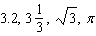 3.2, 3 1/3, √3, π